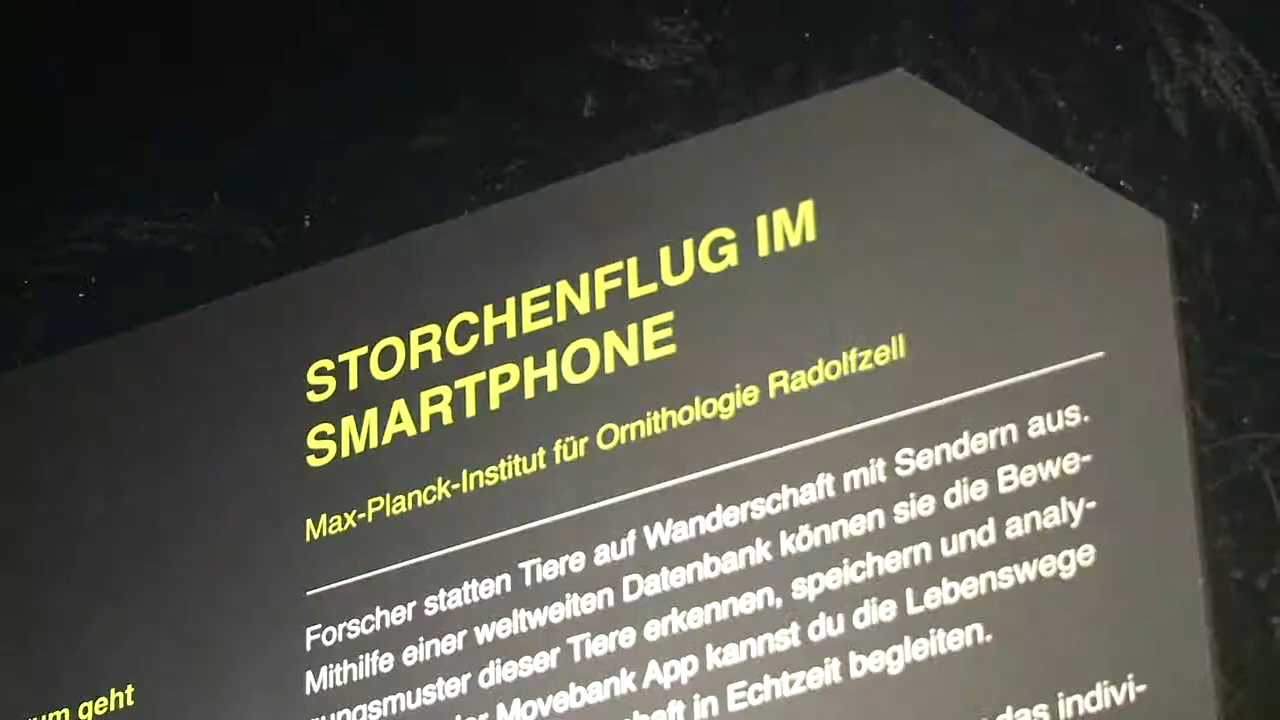 STORCHENFLUG IM
SMARTPHONE
Max-Planck-Institut für Ornithologie Radolfzell
Forscher statten Tiere auf Wanderschaft mit Sendern aus.
Mithilfe einer weltweiten Datenbank können sie die Bewe-
ungsmuster dieser Tiere erkennen, speichern und analy-
Movebank App kannst du die Lebenswege
in Echtzeit begleiten.
das indivi-
geht